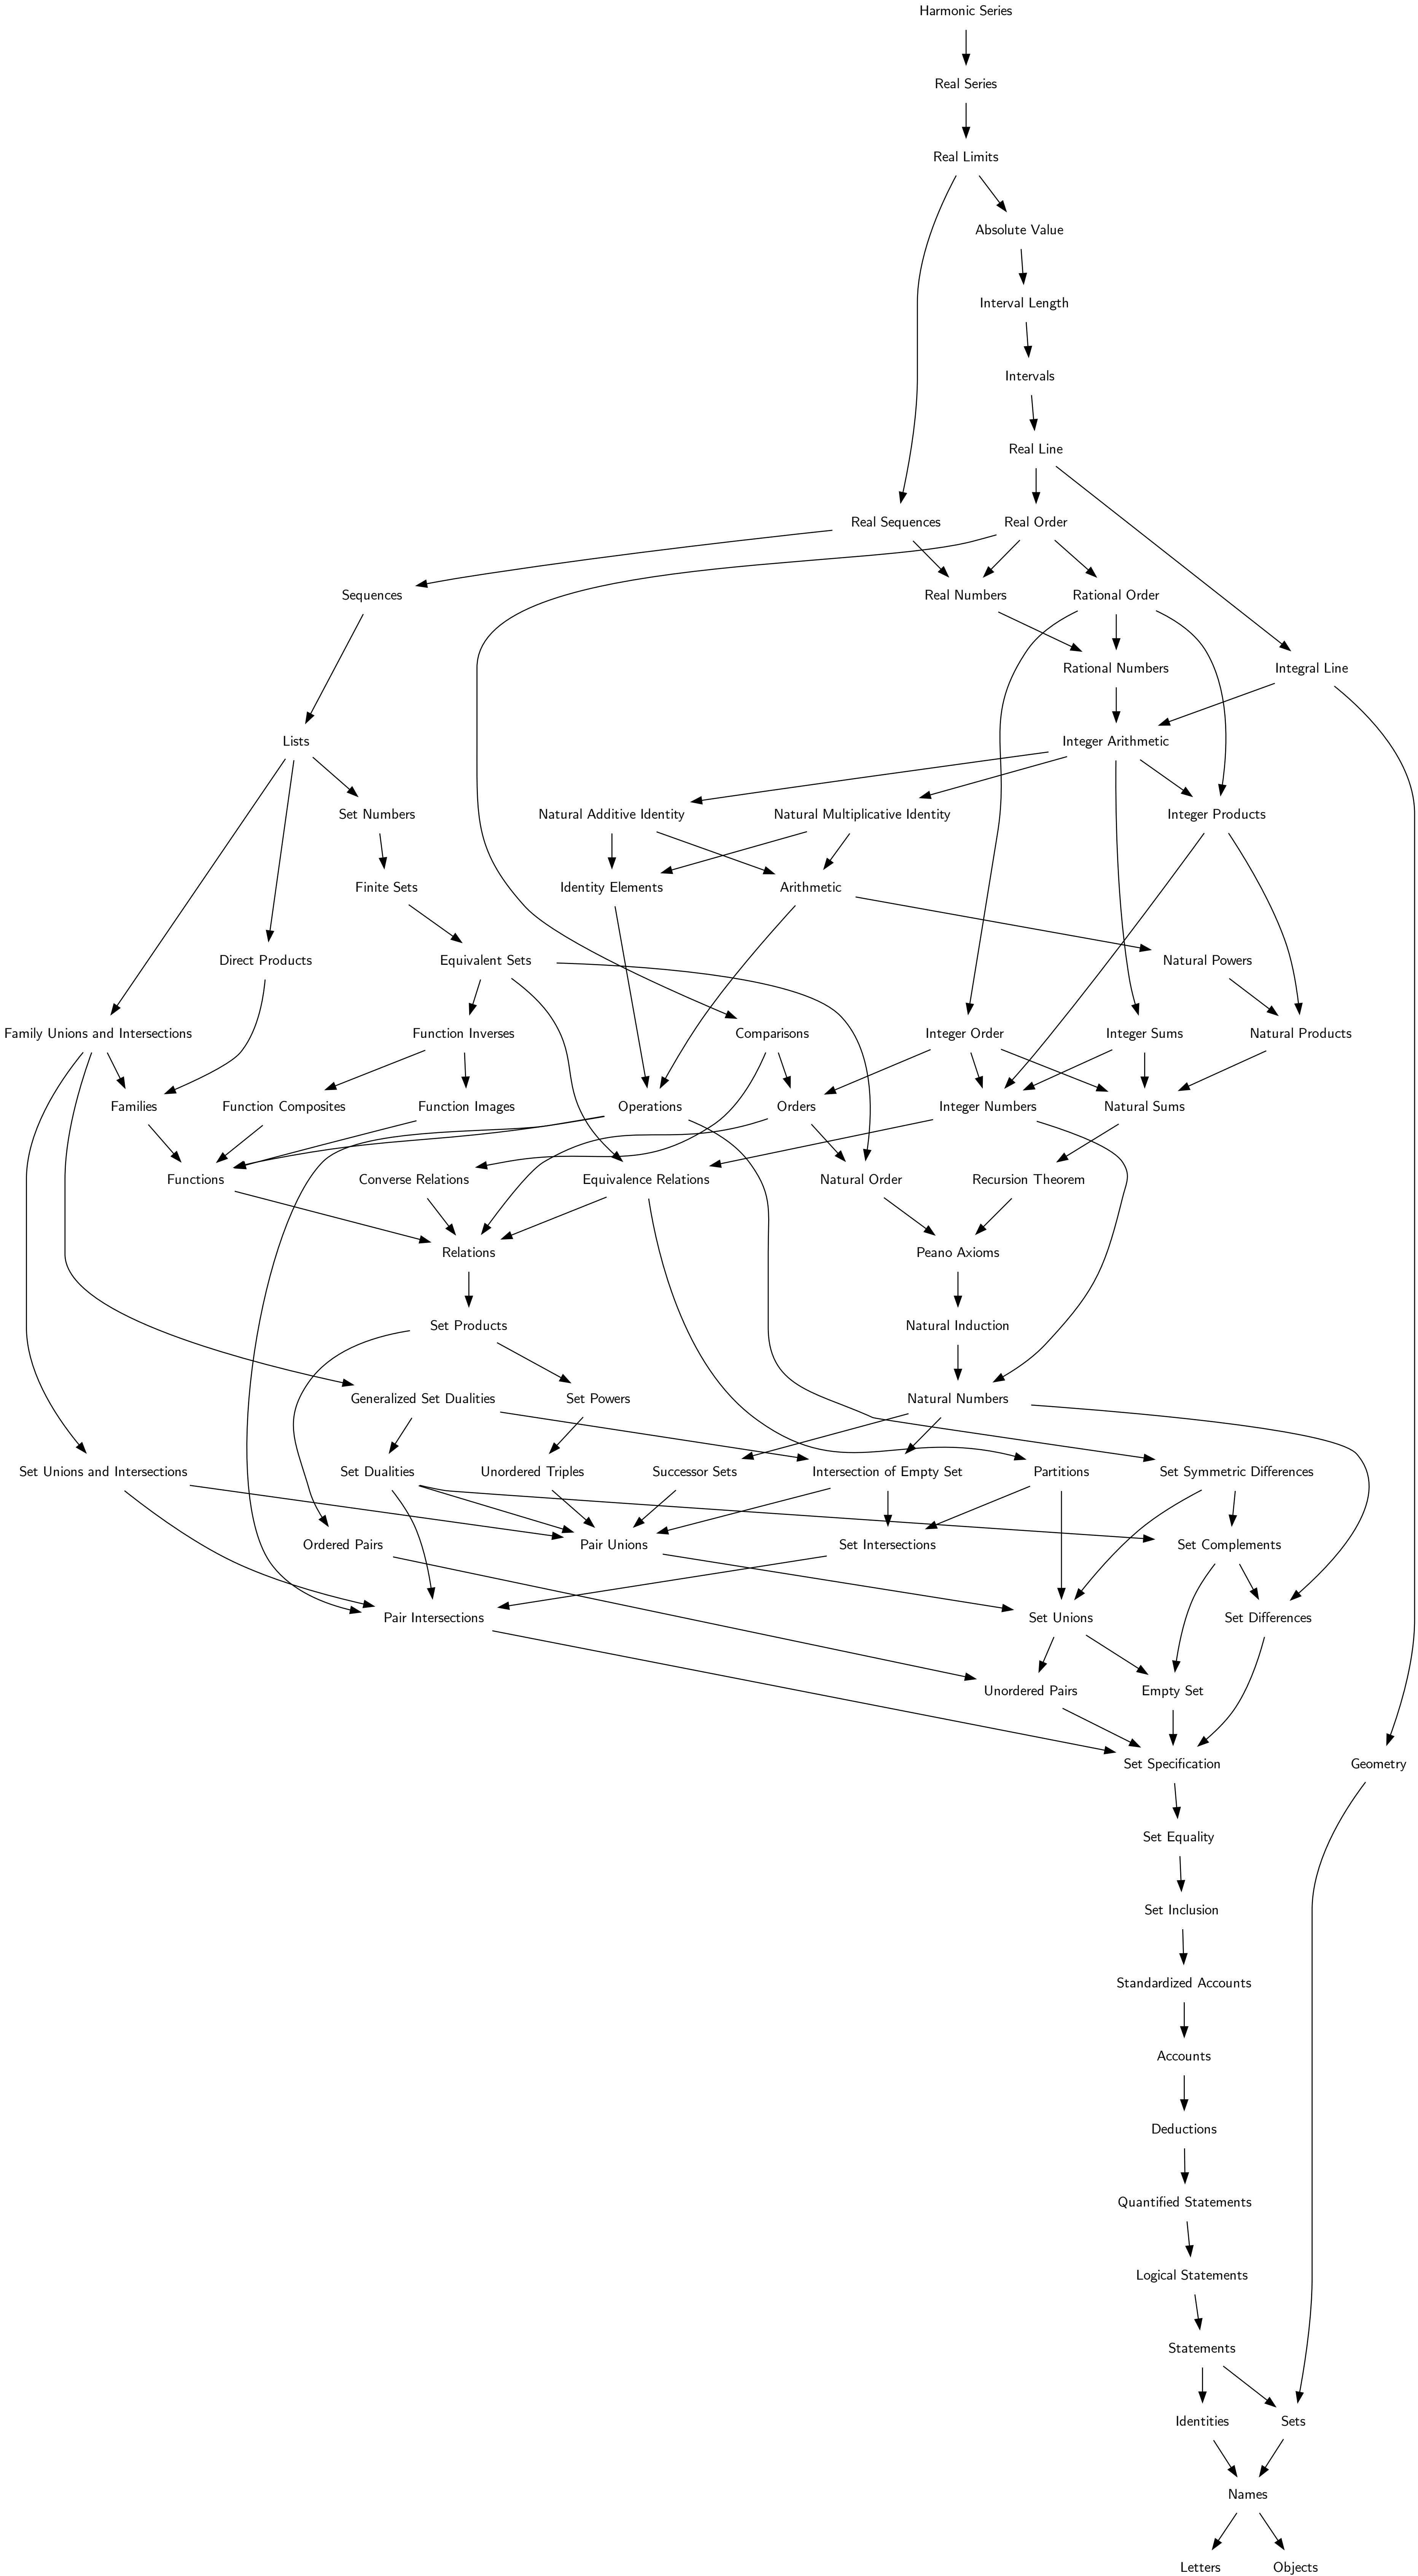 Harmonic Series
Real Series
Real Limits
Absolute Value
Interval Length
Intervals
Real Line
Real Sequences
Real Order
Sequences
Real Numbers
Rational Order
Rational Numbers
Integral Line
Lists
Integer Arithmetic
Set Numbers
Natural Additive Identity
Natural Multiplicative Identity
Integer Products
Finite Sets
Identity Elements
Arithmetic
Direct Products
Equivalent Sets
Natural Powers
Family Unions and Intersections
Function Inverses
Comparisons
Integer Order
Integer Sums
Natural Products
Families
Function Composites
Function Images
Operations
Orders
Integer Numbers
Natural Sums
Functions
Converse Relations
Equivalence Relations
Natural Order
Recursion Theorem
Relations
Peano Axioms
Set Products
Natural Induction
Generalized Set Dualities
Set Powers
Natural Numbers
Set Unions and Intersections
Set Dualities
Unordered Triples
Successor Sets
Intersection of Empty Set
Partitions
Set Symmetric Differences
Ordered Pairs
Pair Unions
Set Intersections
Set Complements
Pair Intersections
Set Unions
Set Differences
Unordered Pairs
Empty Set
Set Specification
Geometry
Set Equality
Set Inclusion
Standardized Accounts
Accounts
Deductions
Quantified Statements
Logical Statements
Statements
Identities
Sets
Names
Letters
Objects